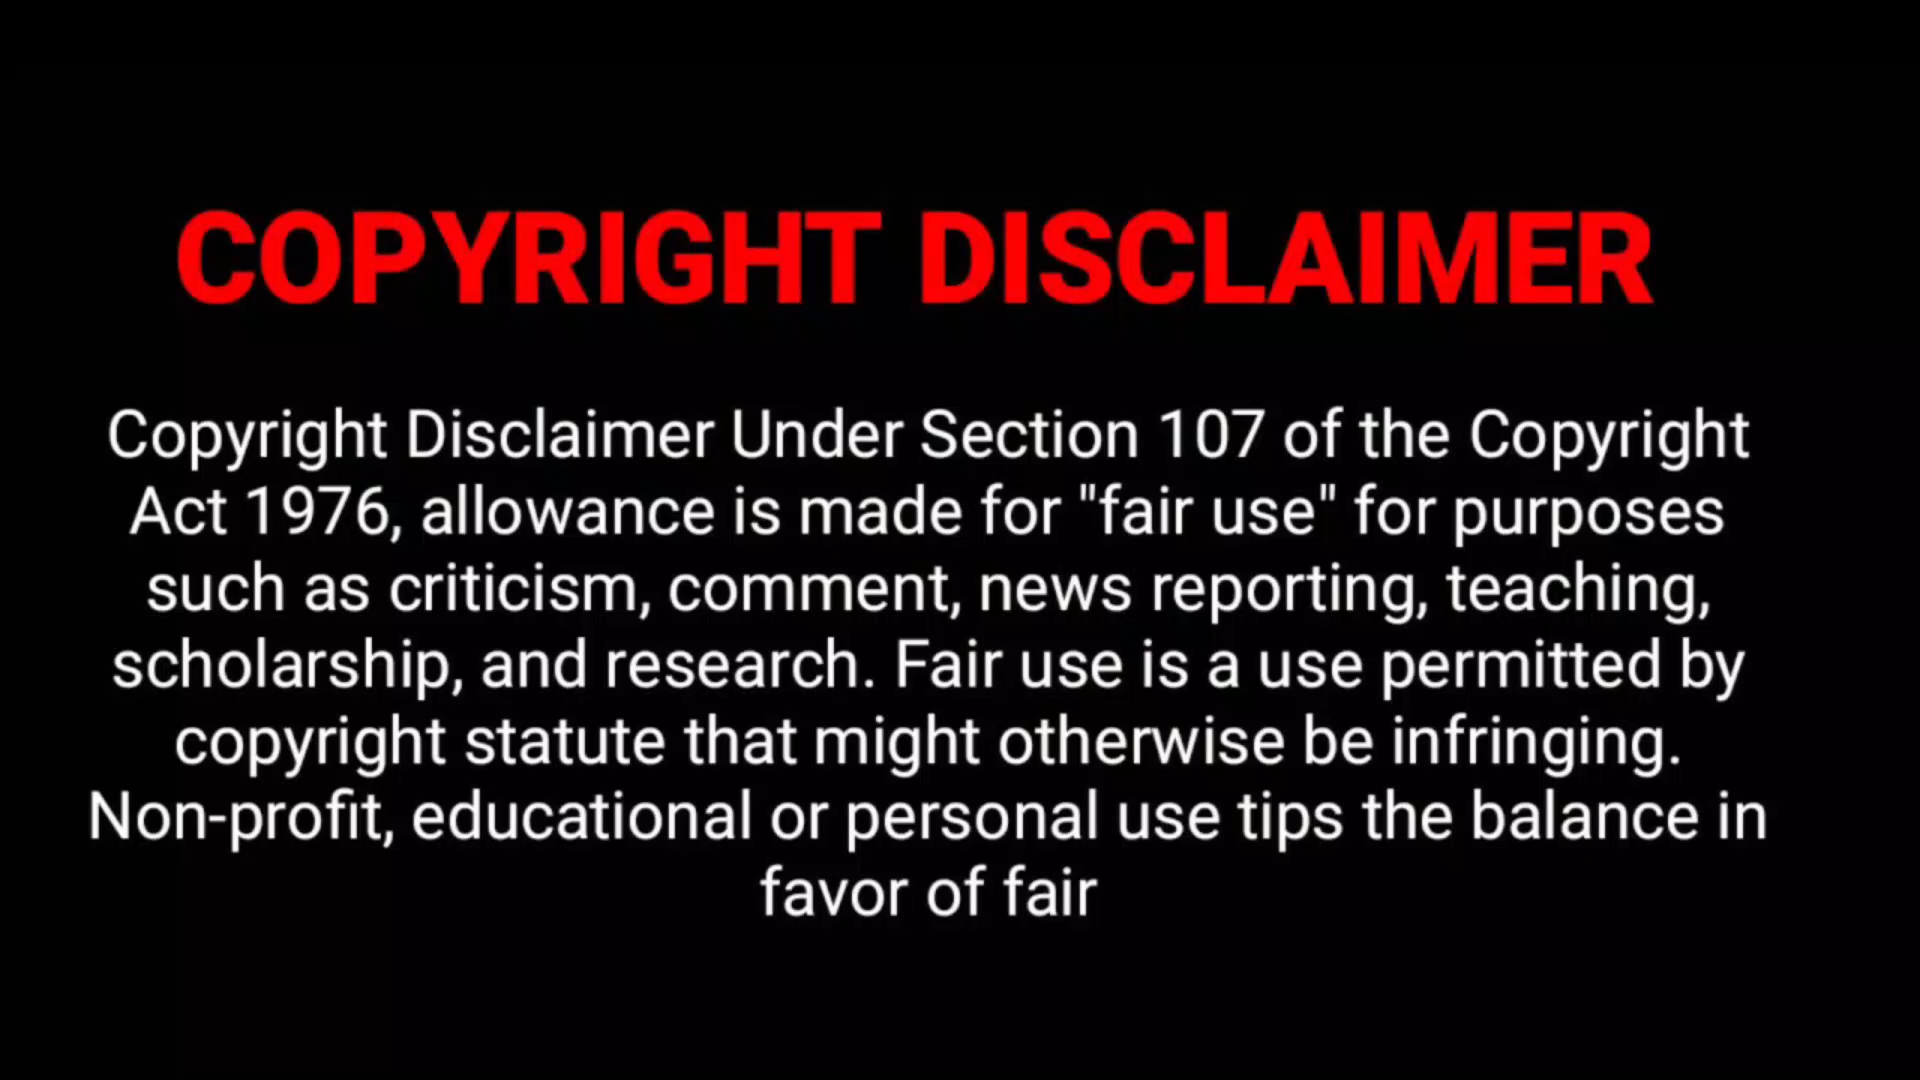 COPYRIGHT DISCLAIMER
Copyright Disclaimer Under Section 107 of the Copyright
Act 1976, allowance is made for "fair use" for purposes
such as criticism, comment, news reporting, teaching,
scholarship, and research. Fair use is a use permitted by
copyright statute that might otherwise be infringing.
Non-profit, educational or personal use tips the balance in
favor of fair